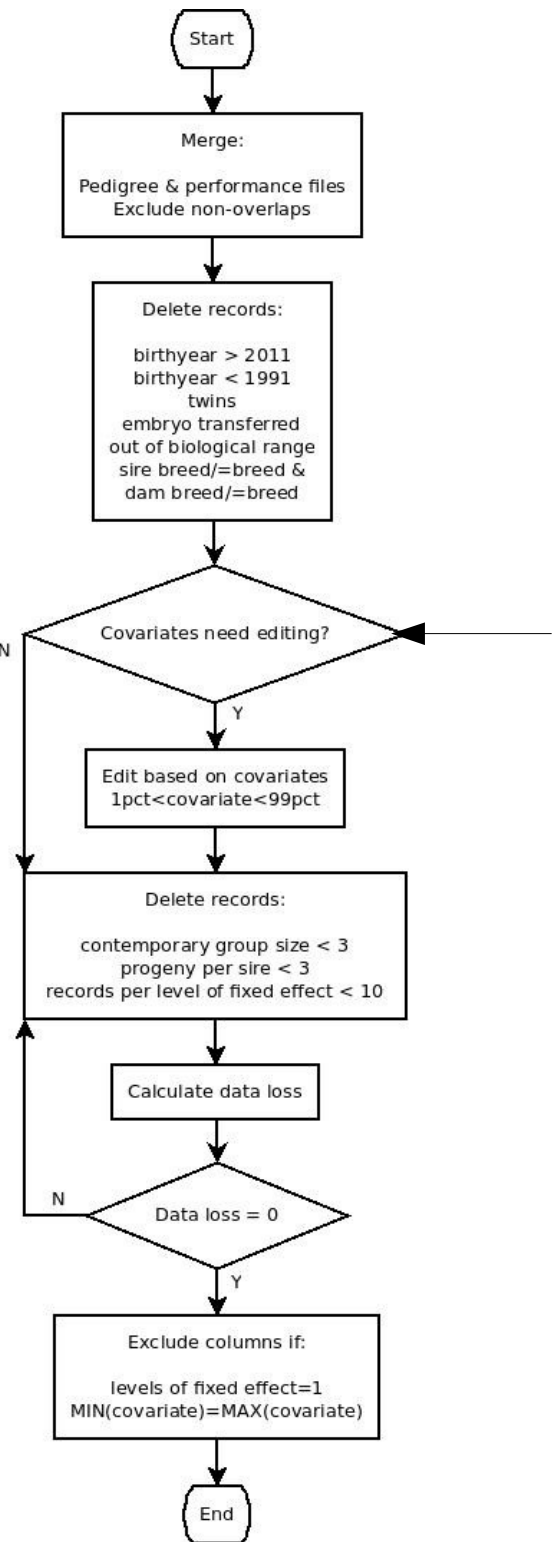 Start
Merge:
Pedigree & performance files
Exclude non-overlaps
Delete records:
birthyear > 2011
birthyear < 1991
twins
embryo transferred
out of biological range
sire breed/=breed &
dam breed/=breed
Covariates need editing?
N
Y
Edit based on covariates
1pct<covariate<99pct
Delete records:
contemporary group size < 3
progeny per sire < 3
records per level of fixed effect < 10
Calculate data loss
N
Data loss = 0
Y
Exclude columns if:
levels of fixed effect=1
MIN(covariate)=MAX(covariate)
End